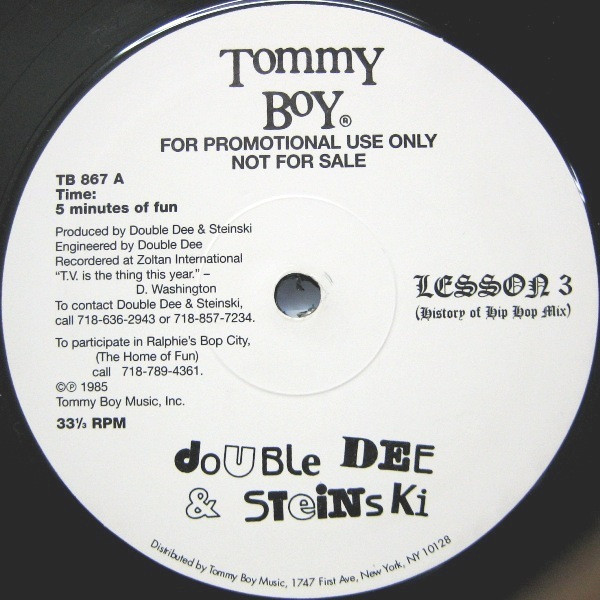 Tommy
Boy®
FOR PROMOTIONAL USE ONLY
NOT FOR SALE
TB 867 A
Time:
5 minutes of fun
Produced by Double Dee & Steinski
Engineered by Double Dee
Recordered at Zoltan International
“T.V. is the thing this year.” –
D. Washington
To contact Double Dee & Steinski,
call 718-636-2943 or 718-857-7234.
To participate in Ralphie's Bop City,
(The Home of Fun)
call 718-789-4361.
©℗ 1985
Tommy Boy Music, Inc.
33⅓ RPM
LESSON 3
(History of Hip Hop Mix)
doUBLe DEE
& STeiNsKi
Distributed by Tommy Boy Music, 1747 First Ave, New York, NY 10128